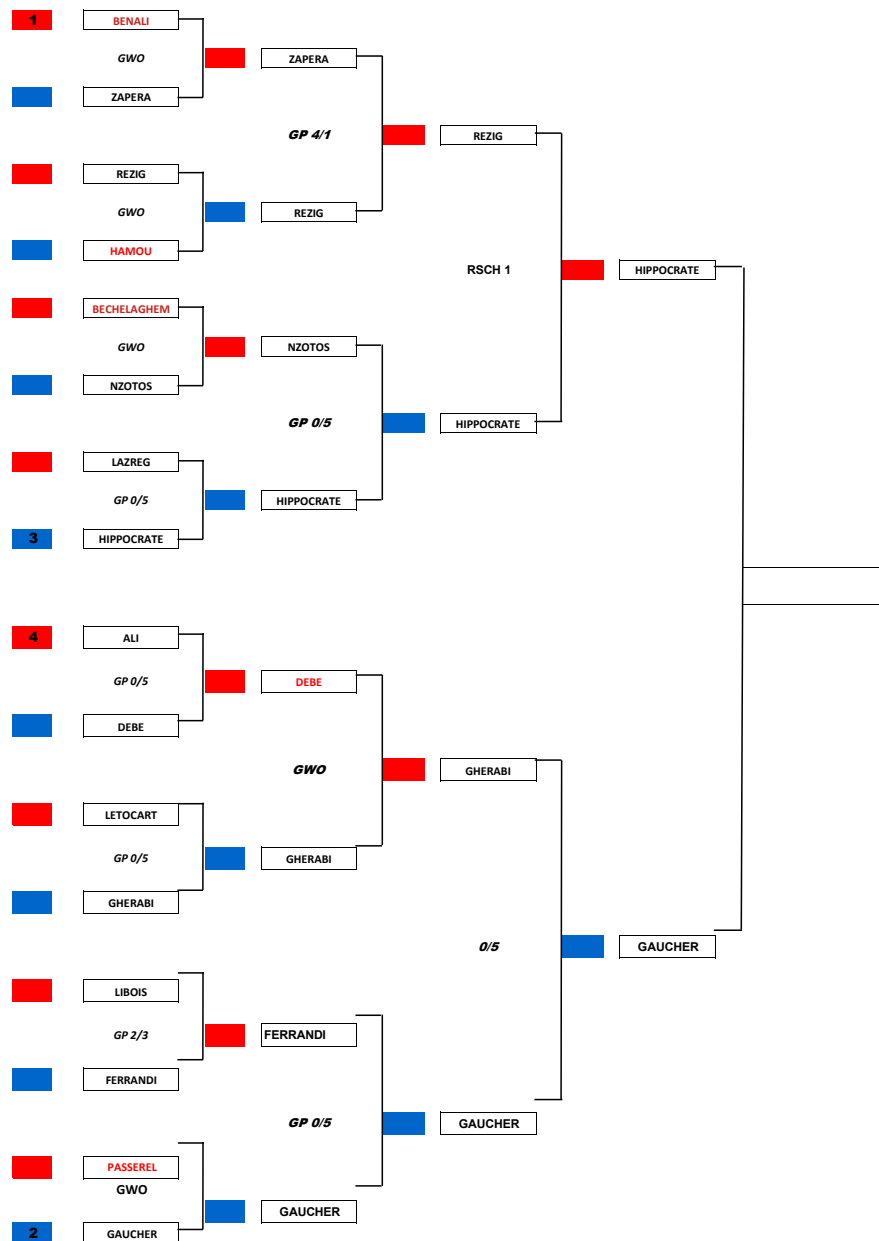 1 BENALI
GWO
ZAPERA
ZAPERA
GP 4/1
REZIG
REZIG
GWO
REZIG
HAMOU
RSCH 1
HIPPOCRATE
BECHELAGHEM
GWO
NZOTOS
NZOTOS
GP 0/5
HIPPOCRATE
LAZREG
GP 0/5
HIPPOCRATE
3 HIPPOCRATE
4 ALI
GP 0/5
DEBE
DEBE
GWO
GHERABI
LETOCART
GP 0/5
GHERABI
GHERABI
0/5
GAUCHER
LIBOIS
GP 2/3
FERRANDI
FERRANDI
GP 0/5
GAUCHER
PASSEREL
GWO
GAUCHER
2 GAUCHER